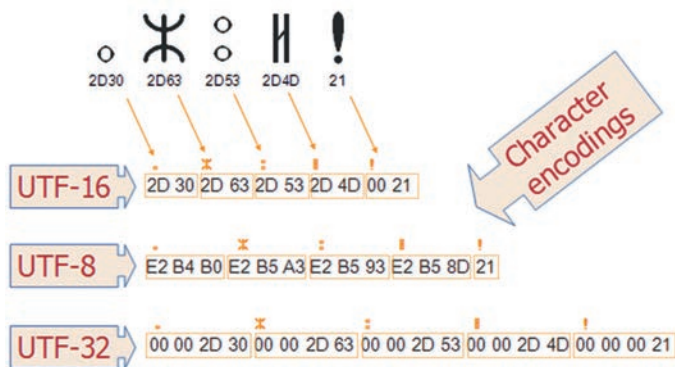 ⴰⵣⵓⵍ!
2D30 2D63 2D53 2D4D 21
Character
encodings
ⴰ ⵣ ⵓ ⵍ !
UTF-16 2D 30 2D 63 2D 53 2D 4D 00 21
ⴰ ⵣ ⵓ ⵍ !
UTF-8 E2 B4 B0 E2 B5 A3 E2 B5 93 E2 B5 8D 21
ⴰ ⵣ ⵓ ⵍ !
UTF-32 00 00 2D 30 00 00 2D 63 00 00 2D 53 00 00 2D 4D 00 00 00 21